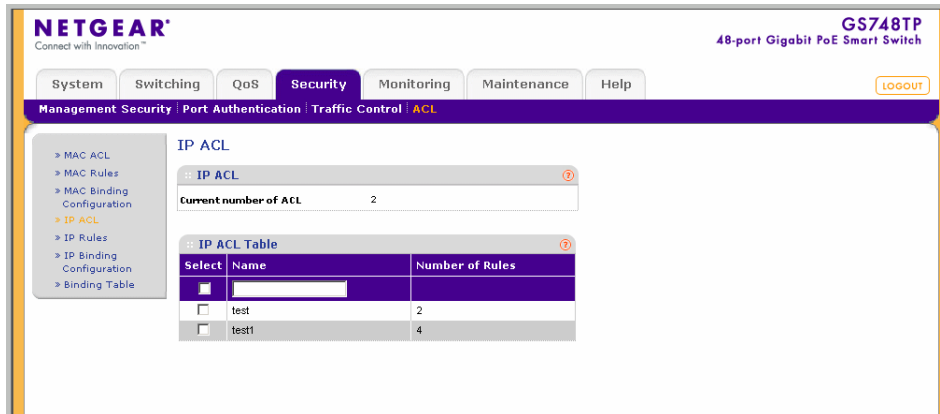 NETGEAR®
Connect with Innovation™
GS748TP
48-port Gigabit PoE Smart Switch
System Switching QoS Security Monitoring Maintenance Help
LOGOUT
Management Security Port Authentication Traffic Control ACL
» MAC ACL
» MAC Rules
» MAC Binding
Configuration
» IP ACL
» IP Rules
» IP Binding
Configuration
» Binding Table
IP ACL
:: IP ACL ?
Current number of ACL 2
:: IP ACL Table ?
Select Name Number of Rules
test 2
test1 4